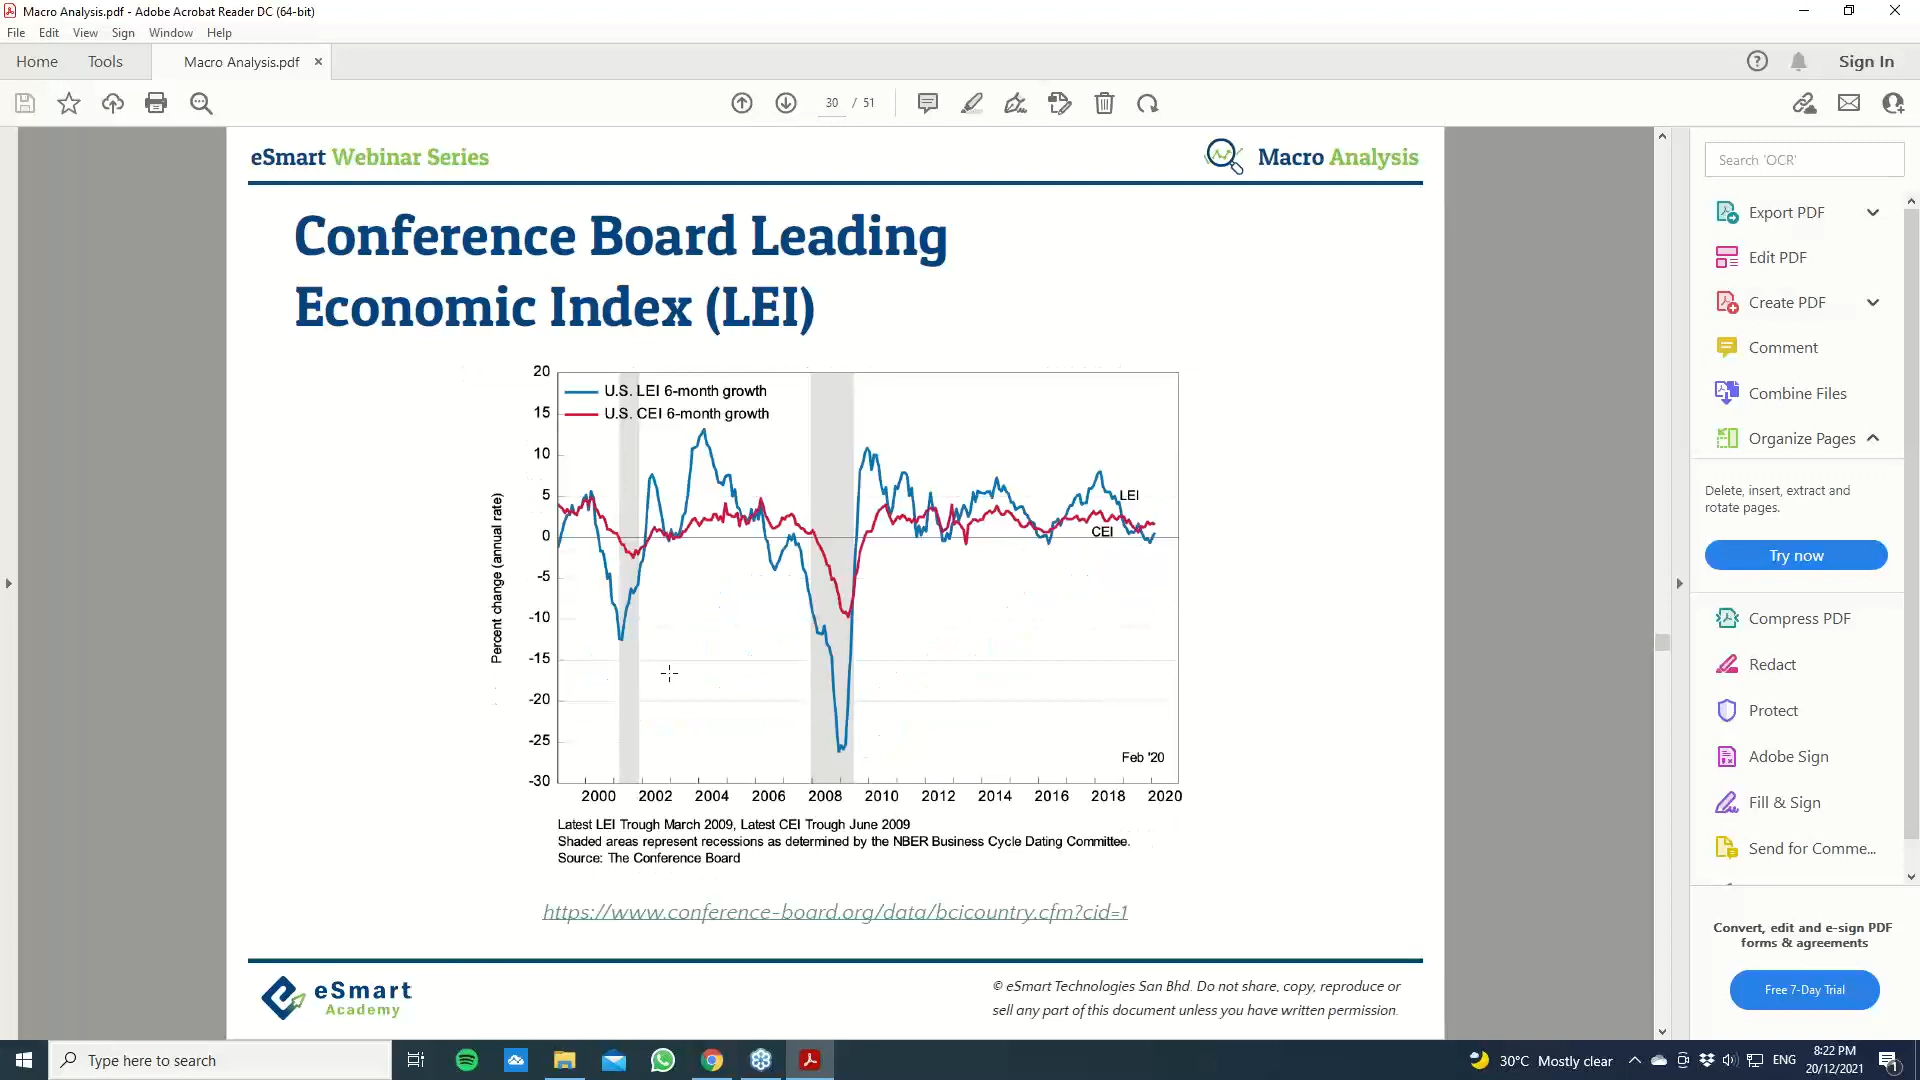 Macro Analysis.pdf - Adobe Acrobat Reader DC (64-bit)
File Edit View Sign Window Help
Home Tools Macro Analysis.pdf × Sign In
30 / 51
eSmart Webinar Series
Macro Analysis
Conference Board Leading
Economic Index (LEI)
U.S. LEI 6-month growth
U.S. CEI 6-month growth
Percent change (annual rate)
20
15
10
5
0
-5
-10
-15
-20
-25
-30
LEI
CEI
Feb '20
2000 2002 2004 2006 2008 2010 2012 2014 2016 2018 2020
Latest LEI Trough March 2009, Latest CEI Trough June 2009
Shaded areas represent recessions as determined by the NBER Business Cycle Dating Committee.
Source: The Conference Board
https://www.conference-board.org/data/bcicountry.cfm?cid=1
eSmart
Academy
© eSmart Technologies San Bhd. Do not share, copy, reproduce or
sell any part of this document unless you have written permission.
Search 'OCR'
Export PDF
Edit PDF
Create PDF
Comment
Combine Files
Organize Pages
Delete, insert, extract and
rotate pages.
Try now
Compress PDF
Redact
Protect
Adobe Sign
Fill & Sign
Send for Comme...
Convert, edit and e-sign PDF
forms & agreements
Free 7-Day Trial
Type here to search
30°C Mostly clear
ENG
8:22 PM
20/12/2021
1